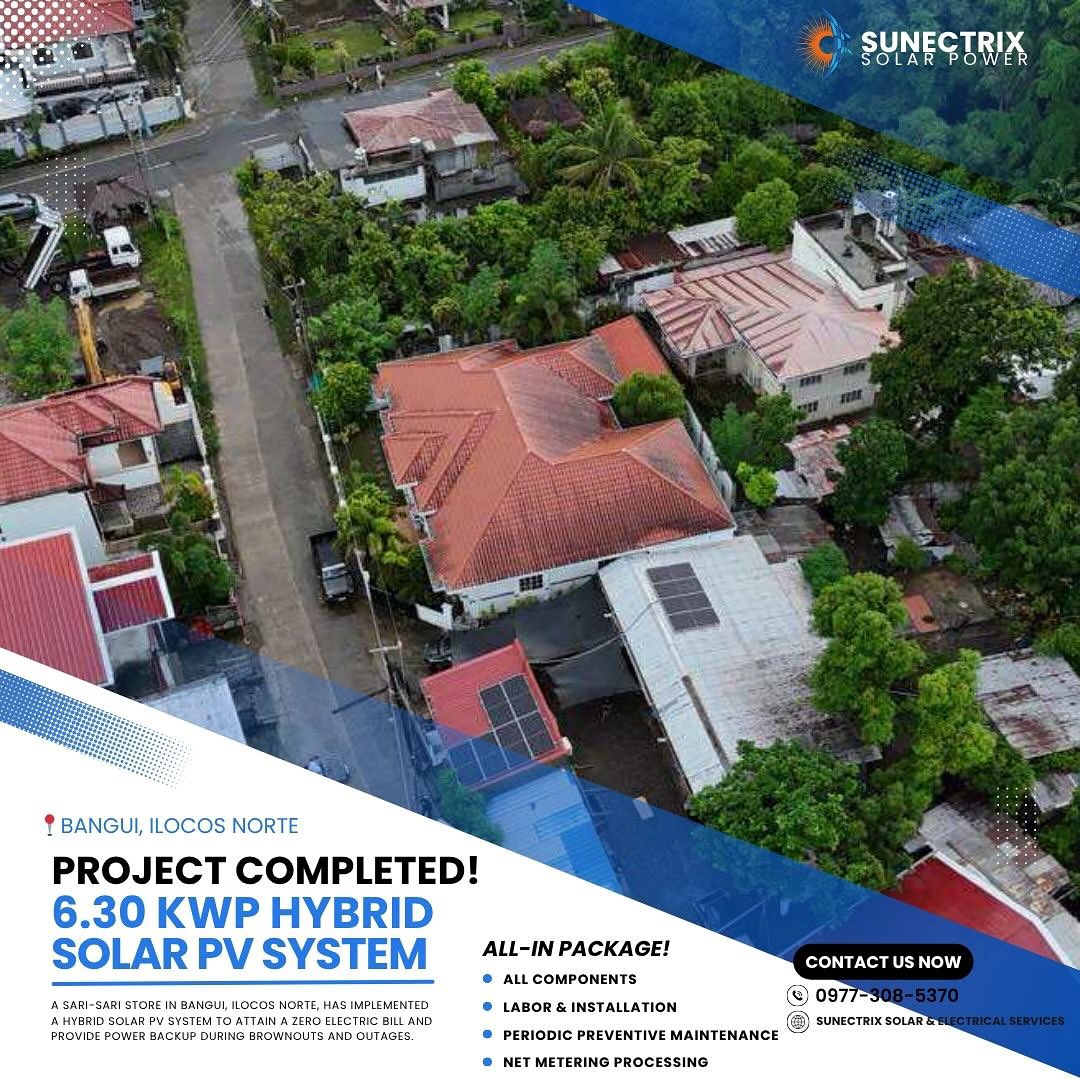 SUNECTRIX
SOLAR POWER
BANGUI, ILOCOS NORTE
PROJECT COMPLETED!
6.30 KWP HYBRID
SOLAR PV SYSTEM
A SARI-SARI STORE IN BANGUI, ILOCOS NORTE, HAS IMPLEMENTED
A HYBRID SOLAR PV SYSTEM TO ATTAIN A ZERO ELECTRIC BILL AND
PROVIDE POWER BACKUP DURING BROWNOUTS AND OUTAGES.
ALL-IN PACKAGE!
ALL COMPONENTS
LABOR & INSTALLATION
PERIODIC PREVENTIVE MAINTENANCE
NET METERING PROCESSING
CONTACT US NOW
0977-308-5370
SUNECTRIX SOLAR & ELECTRICAL SERVICES